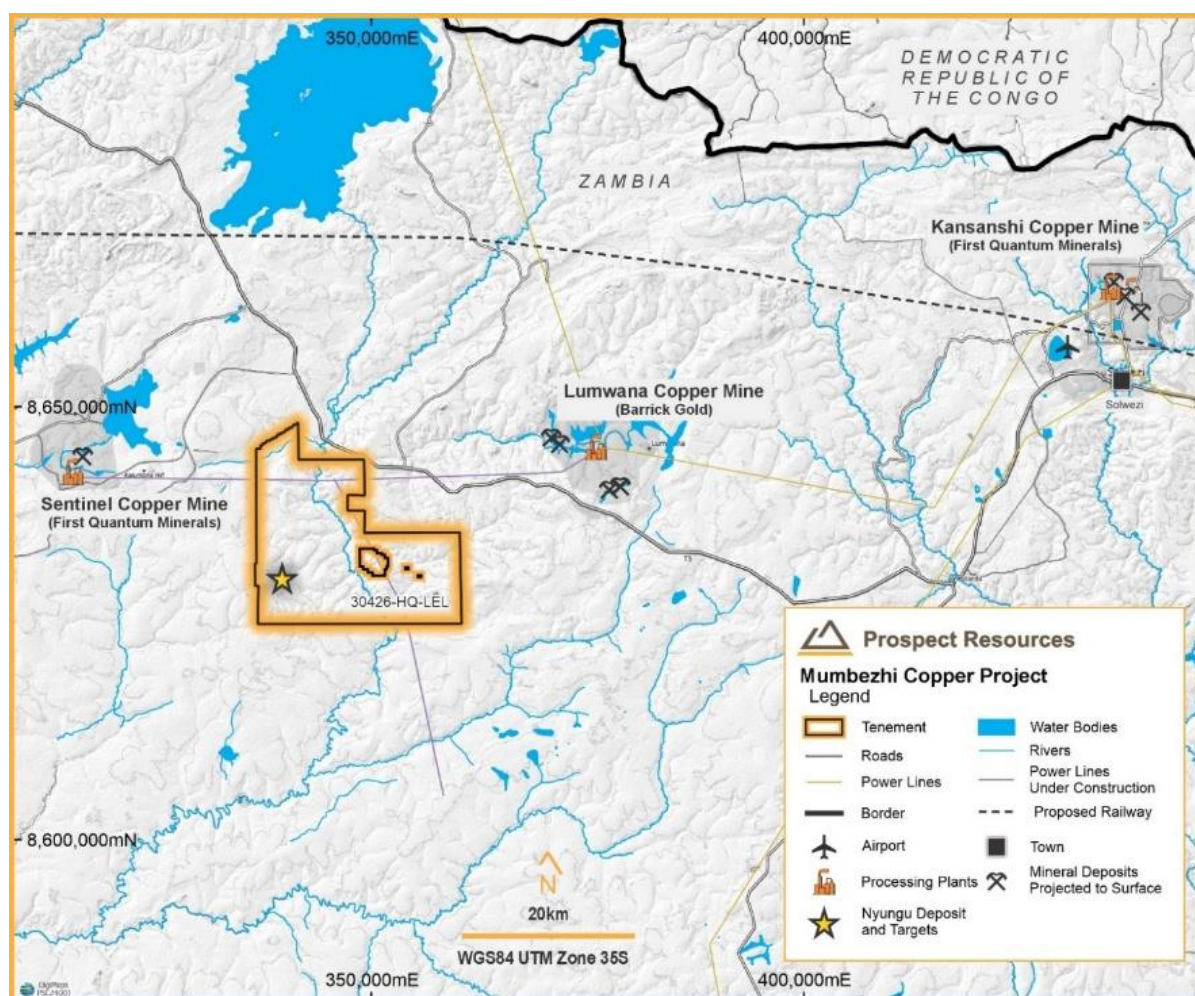 350,000mE
400,000mE
DEMOCRATIC
REPUBLIC OF
THE CONGO
ZAMBIA
Kansanshi Copper Mine
(First Quantum Minerals)
Lumwana Copper Mine
(Barrick Gold)
8,650,000mN
Solwezi
Sentinel Copper Mine
(First Quantum Minerals)
T5
30426-HQ-LEL
Prospect Resources
Mumbezhi Copper Project
Legend
Tenement
Water Bodies
Roads
Rivers
Power Lines
Power Lines
Under Construction
Border
Proposed Railway
Airport
Town
Processing Plants
Mineral Deposits
Projected to Surface
Nyungu Deposit
and Targets
8,600,000mN
N
20km
WGS84 UTM Zone 35S
350,000mE
400,000mE